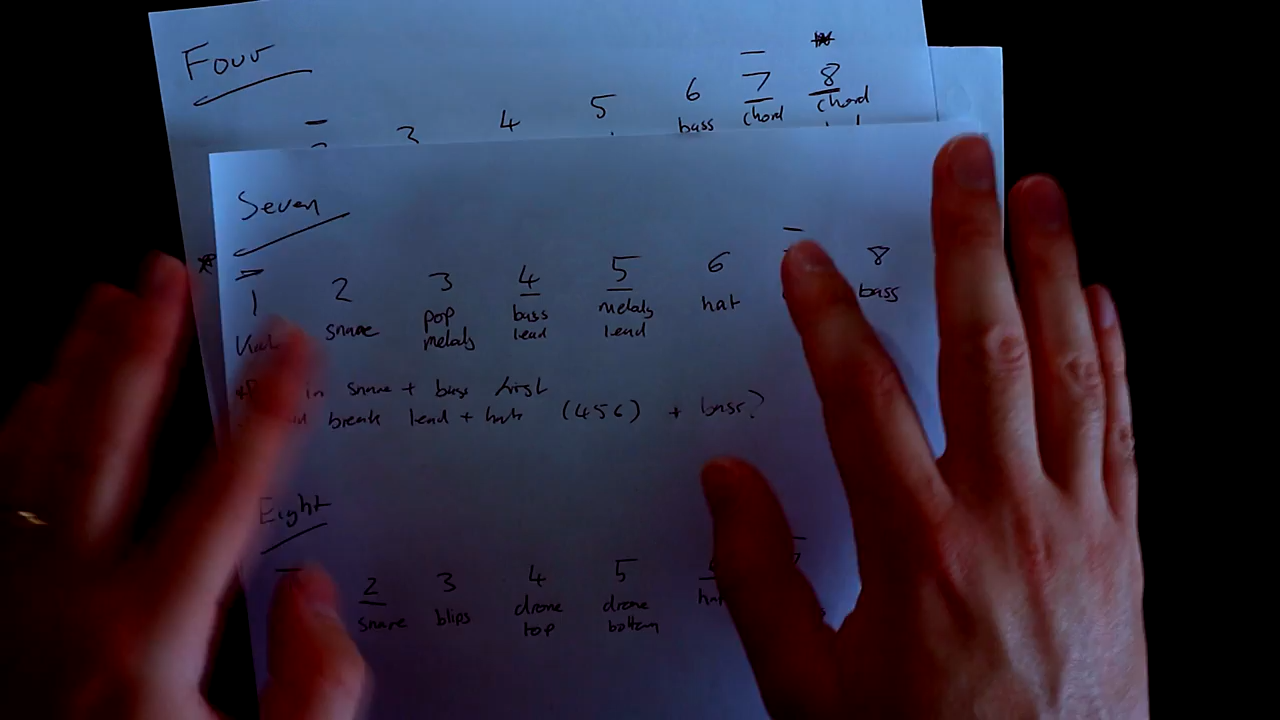 Four
3 4 5 6 7 8
bass chord chord
Seven
1 2 3 4 5 6 8
snare pop bass melods hat bass
melods lead lead
in snare + bass first
break lead + hats (456) + bass?
Eight
2 3 4 5
snare blips drone drone
top bottom